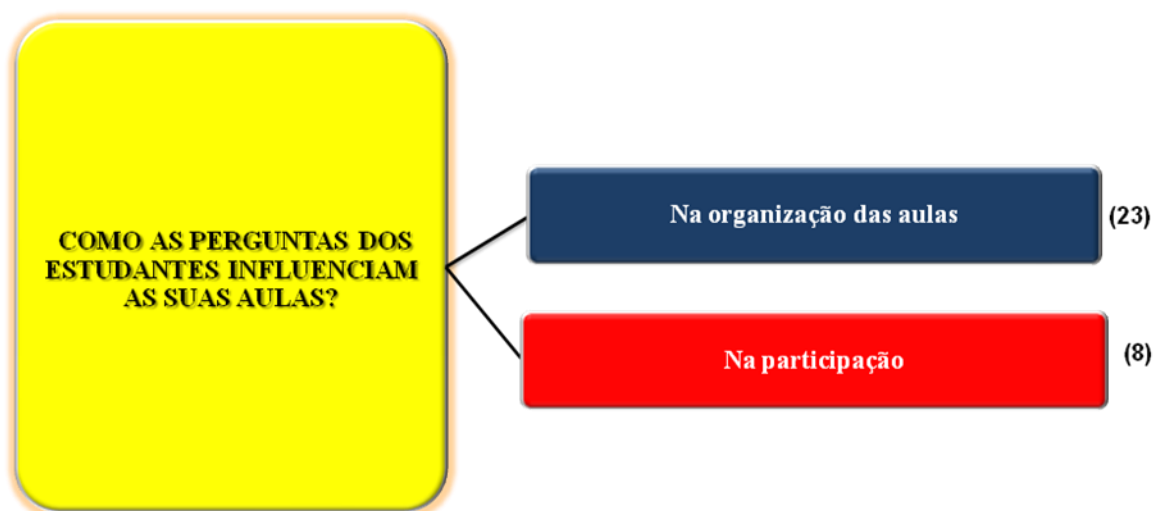 COMO AS PERGUNTAS DOS
ESTUDANTES INFLUENCIAM
AS SUAS AULAS?
Na organização das aulas
(23)
Na participação
(8)